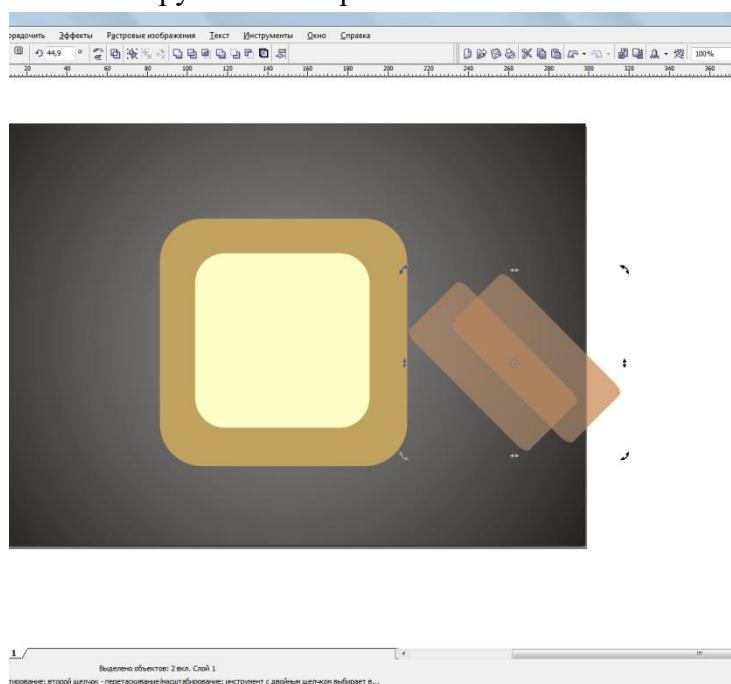 Эффекты Растровые изображения Текст Инструменты Окно Справка
44,9 ° 100%
20 40 60 80 100 120 140 160 180 200 220 240 260 280 300 320 340 360
1
Выделено объектов: 2 вкл. Слой 1
второй щелчок - перетаскивание/масштабирование; инструмент с двойным щелчком выбирает в...